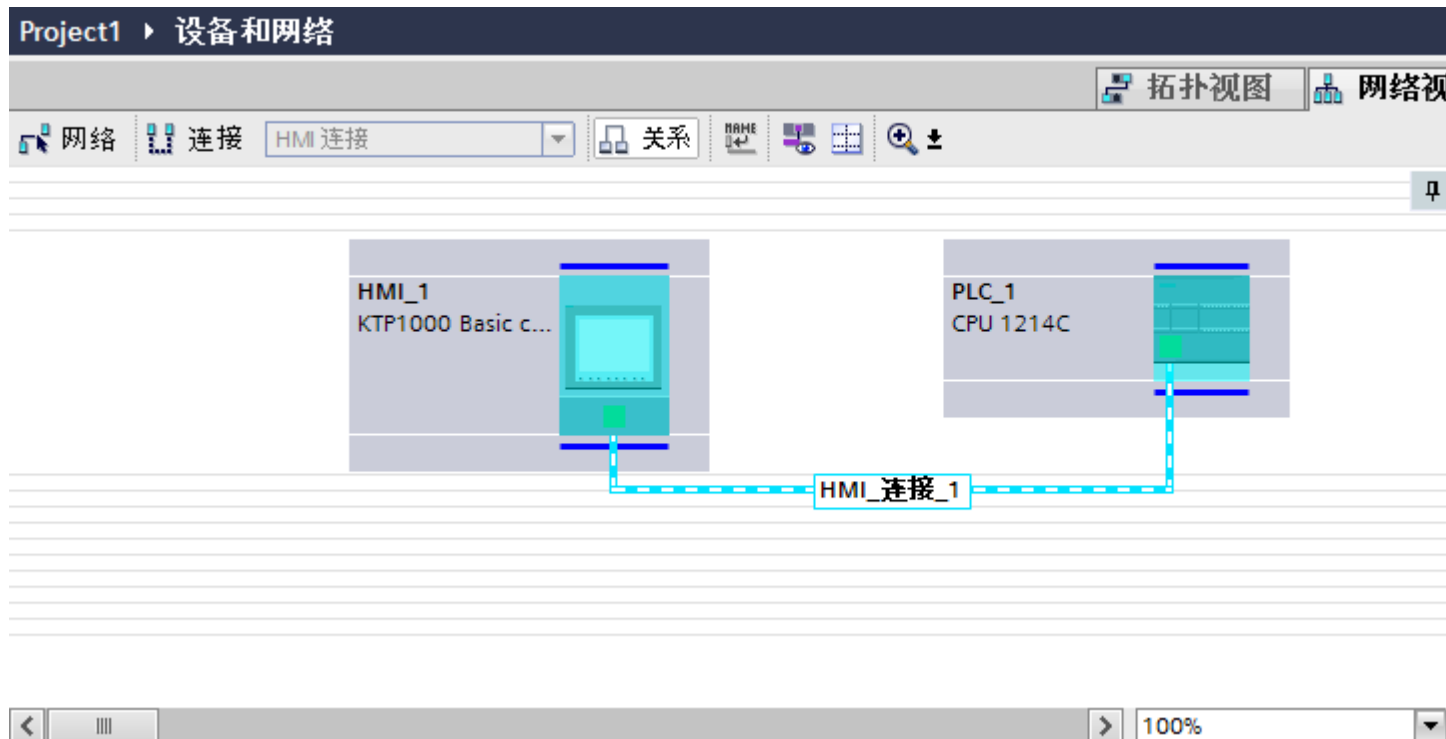 Project1 ▸ 设备和网络
拓扑视图 网络视
网络 连接 HMI 连接 关系 NAME
HMI_1
KTP1000 Basic c...
PLC_1
CPU 1214C
HMI_连接_1
100%